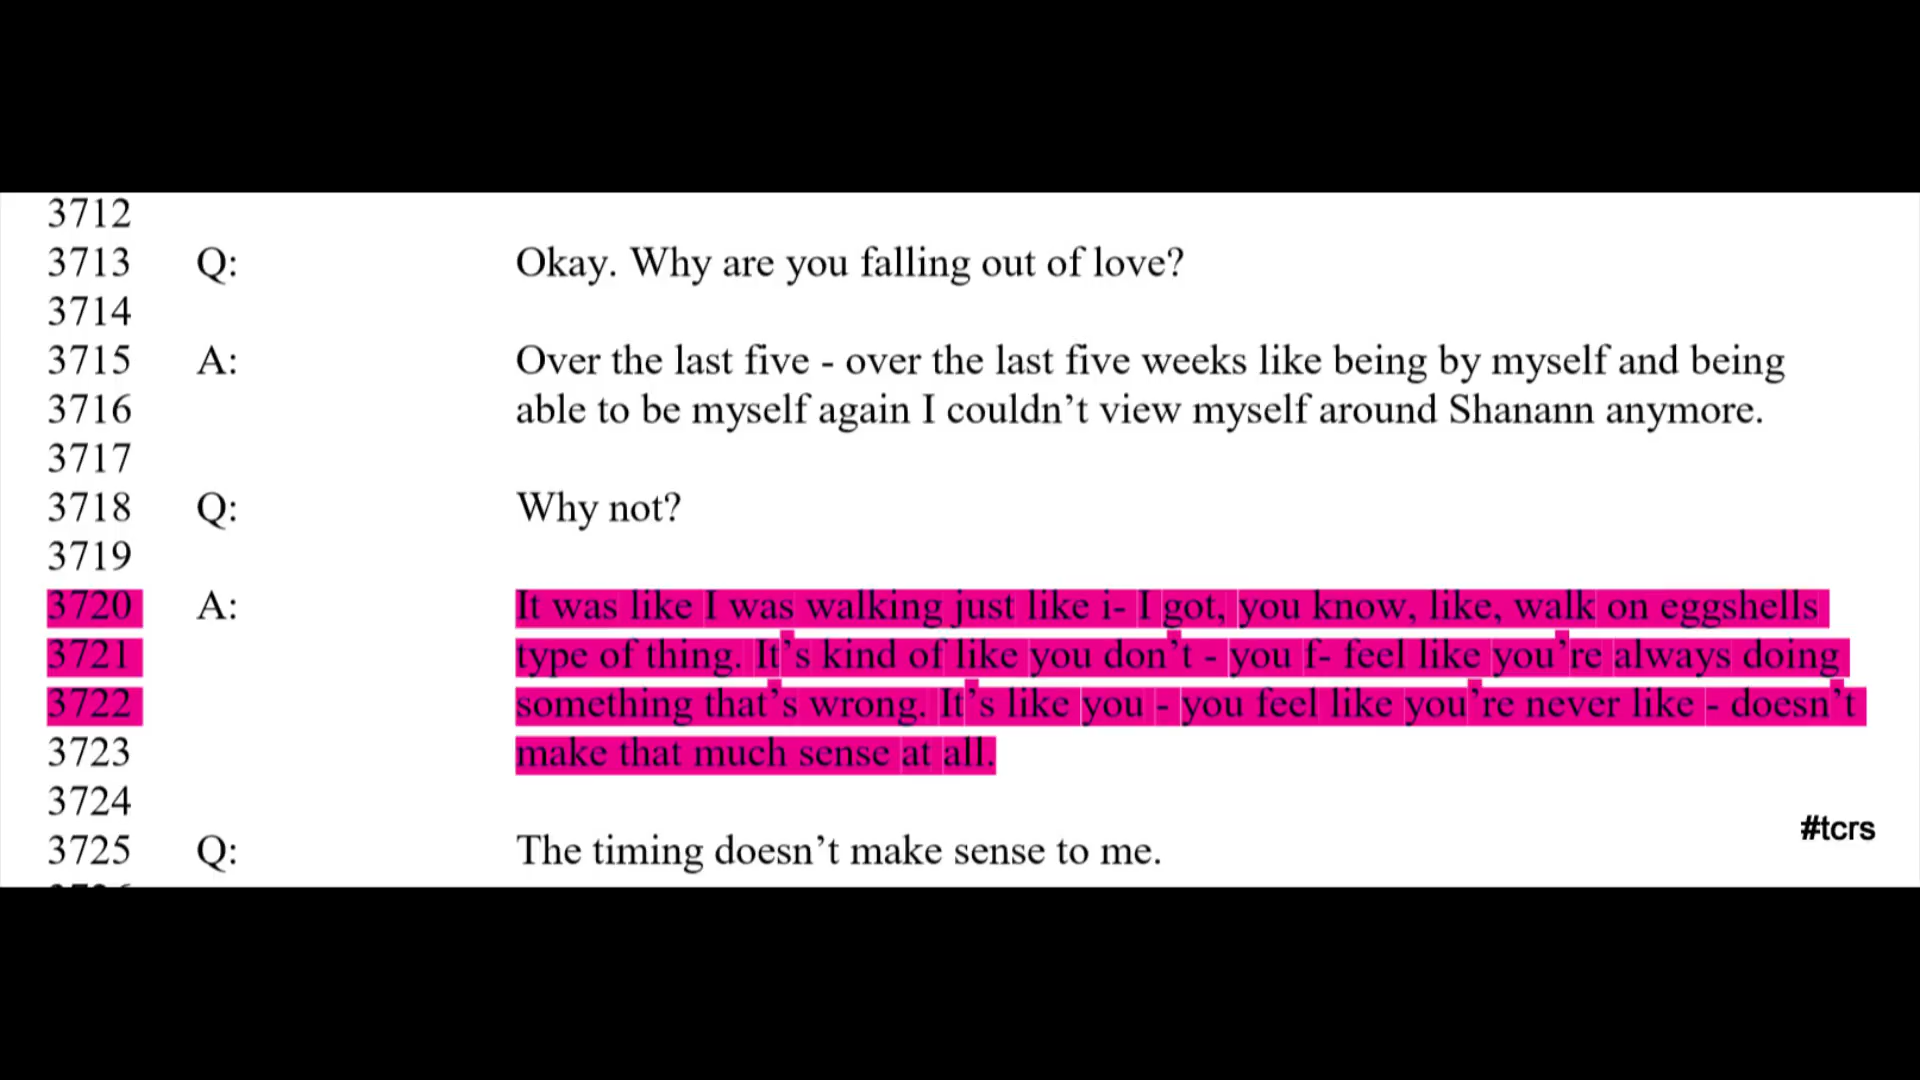 3712
3713 Q: Okay. Why are you falling out of love?
3714
3715 A: Over the last five - over the last five weeks like being by myself and being
3716 able to be myself again I couldn’t view myself around Shanann anymore.
3717
3718 Q: Why not?
3719
3720 A: It was like I was walking just like i- I got, you know, like, walk on eggshells
3721 type of thing. It’s kind of like you don’t - you f- feel like you’re always doing
3722 something that’s wrong. It’s like you - you feel like you’re never like - doesn’t
3723 make that much sense at all.
3724
#tcrs
3725 Q: The timing doesn’t make sense to me.